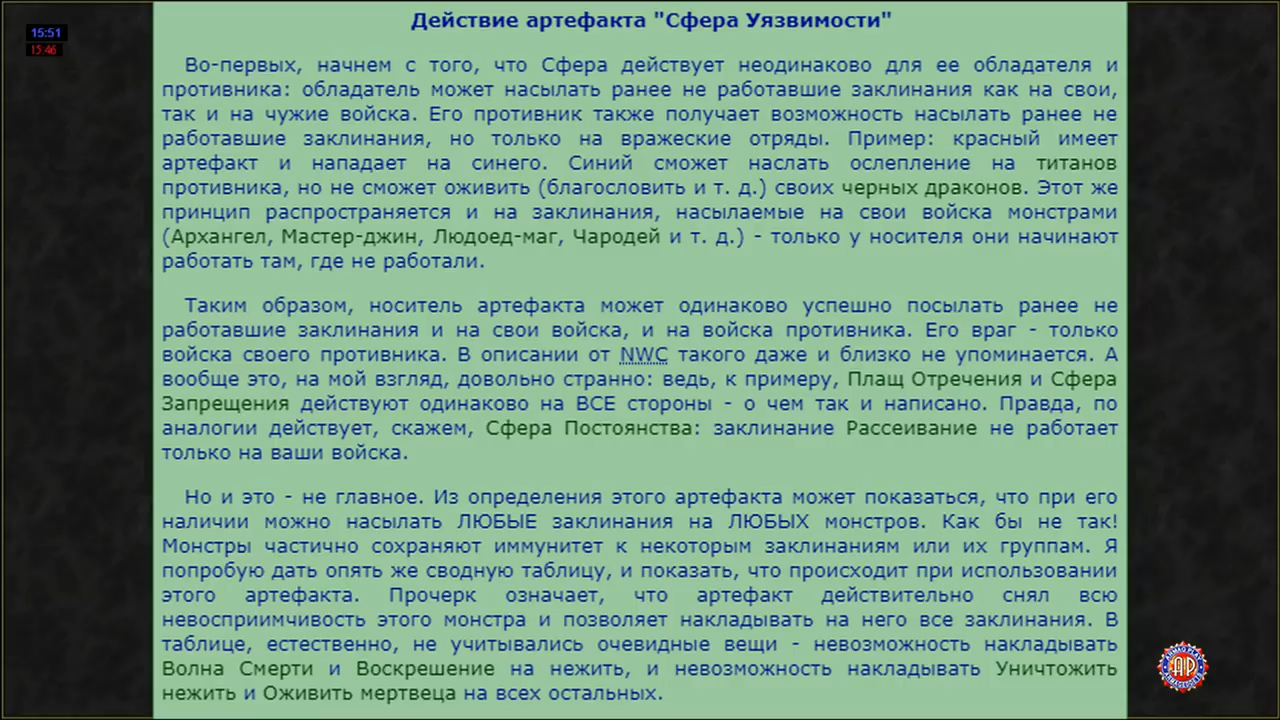 15:51
15:46
Действие артефакта "Сфера Уязвимости"
Во-первых, начнем с того, что Сфера действует неодинаково для ее обладателя и
противника: обладатель может насылать ранее не работавшие заклинания как на свои,
так и на чужие войска. Его противник также получает возможность насылать ранее не
работавшие заклинания, но только на вражеские отряды. Пример: красный имеет
артефакт и нападает на синего. Синий сможет наслать ослепление на титанов
противника, но не сможет оживить (благословить и т. д.) своих черных драконов. Этот же
принцип распространяется и на заклинания, насылаемые на свои войска монстрами
(Архангел, Мастер-джин, Людоед-маг, Чародей и т. д.) - только у носителя они начинают
работать там, где не работали.
Таким образом, носитель артефакта может одинаково успешно посылать ранее не
работавшие заклинания и на свои войска, и на войска противника. Его враг - только
войска своего противника. В описании от NWC такого даже и близко не упоминается. А
вообще это, на мой взгляд, довольно странно: ведь, к примеру, Плащ Отречения и Сфера
Запрещения действуют одинаково на ВСЕ стороны - о чем так и написано. Правда, по
аналогии действует, скажем, Сфера Постоянства: заклинание Рассеивание не работает
только на ваши войска.
Но и это - не главное. Из определения этого артефакта может показаться, что при его
наличии можно насылать ЛЮБЫЕ заклинания на ЛЮБЫХ монстров. Как бы не так!
Монстры частично сохраняют иммунитет к некоторым заклинаниям или их группам. Я
попробую дать опять же сводную таблицу, и показать, что происходит при использовании
этого артефакта. Прочерк означает, что артефакт действительно снял всю
невосприимчивость этого монстра и позволяет накладывать на него все заклинания. В
таблице, естественно, не учитывались очевидные вещи - невозможность накладывать
Волна Смерти и Воскрешение на нежить, и невозможность накладывать Уничтожить
нежить и Оживить мертвеца на всех остальных.
AP